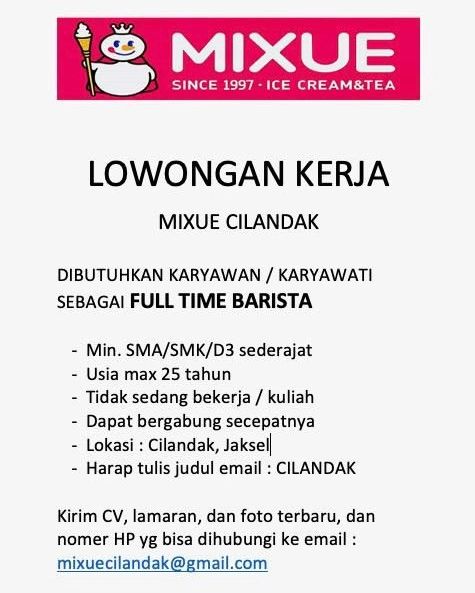 MIXUE
SINCE 1997 · ICE CREAM&TEA
LOWONGAN KERJA
MIXUE CILANDAK
DIBUTUHKAN KARYAWAN / KARYAWATI
SEBAGAI FULL TIME BARISTA
- Min. SMA/SMK/D3 sederajat
- Usia max 25 tahun
- Tidak sedang bekerja / kuliah
- Dapat bergabung secepatnya
- Lokasi : Cilandak, Jaksel
- Harap tulis judul email : CILANDAK
Kirim CV, lamaran, dan foto terbaru, dan
nomer HP yg bisa dihubungi ke email :
mixuecilandak@gmail.com